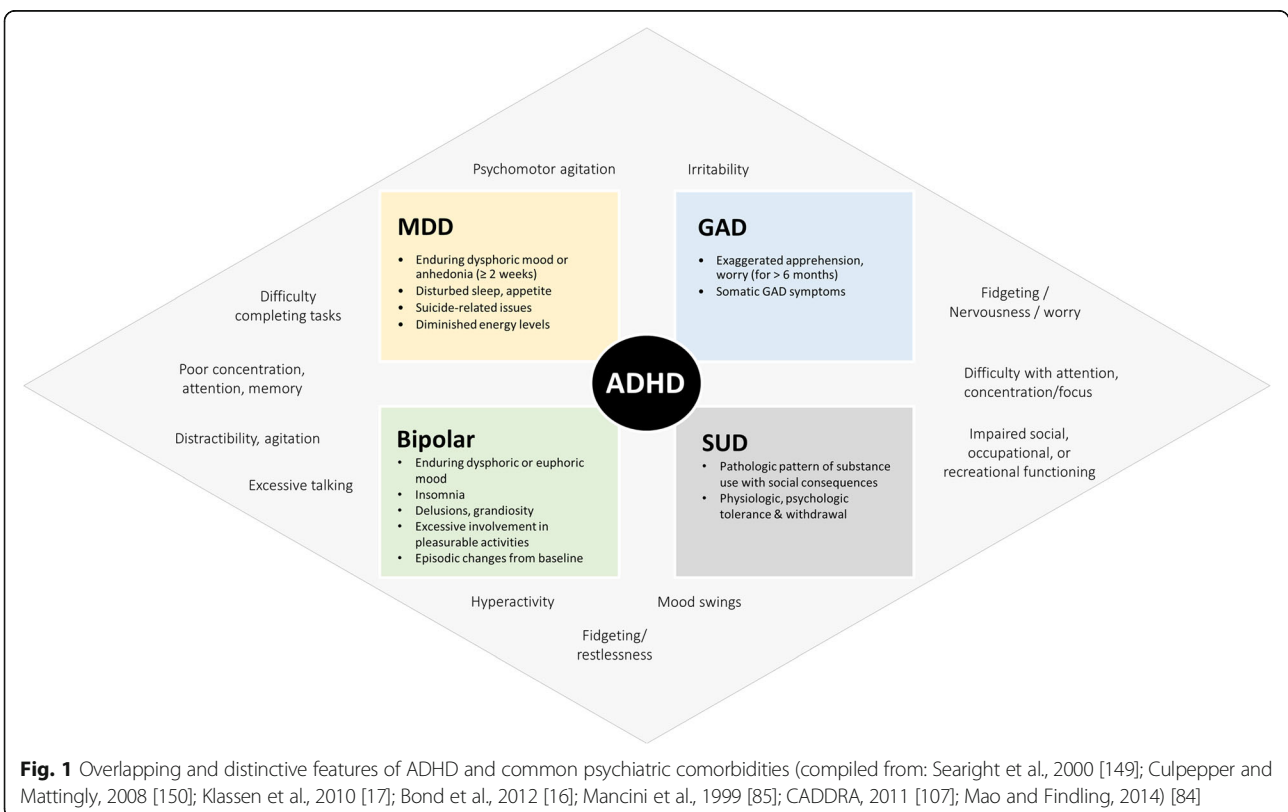 Psychomotor agitation
Irritability
MDD
• Enduring dysphoric mood or
anhedonia (≥ 2 weeks)
• Disturbed sleep, appetite
• Suicide-related issues
• Diminished energy levels
GAD
• Exaggerated apprehension,
worry (for > 6 months)
• Somatic GAD symptoms
Difficulty
completing tasks
Poor concentration,
attention, memory
Distractibility, agitation
Excessive talking
ADHD
Fidgeting /
Nervousness / worry
Difficulty with attention,
concentration/focus
Impaired social,
occupational, or
recreational functioning
Bipolar
• Enduring dysphoric or euphoric
mood
• Insomnia
• Delusions, grandiosity
• Excessive involvement in
pleasurable activities
• Episodic changes from baseline
SUD
• Pathologic pattern of substance
use with social consequences
• Physiologic, psychologic
tolerance & withdrawal
Hyperactivity
Mood swings
Fidgeting/
restlessness
Fig. 1 Overlapping and distinctive features of ADHD and common psychiatric comorbidities (compiled from: Searight et al., 2000 [149]; Culpepper and
Mattingly, 2008 [150]; Klassen et al., 2010 [17]; Bond et al., 2012 [16]; Mancini et al., 1999 [85]; CADDRA, 2011 [107]; Mao and Findling, 2014) [84]